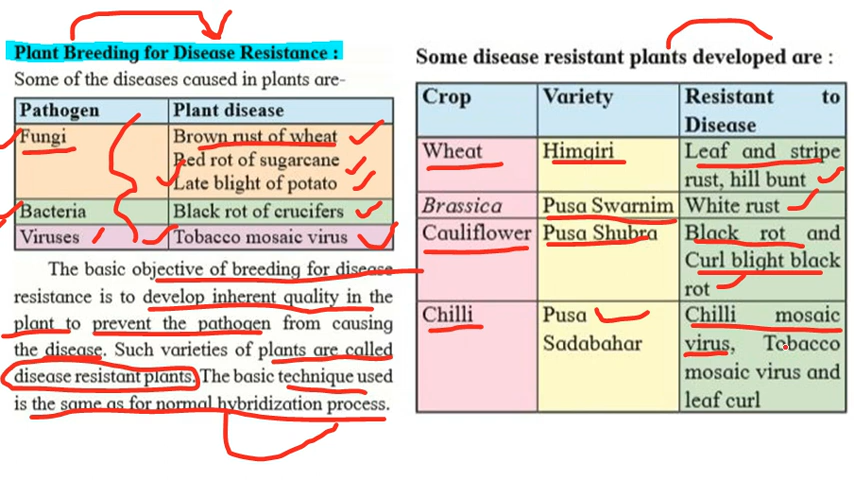 Plant Breeding for Disease Resistance :
Some of the diseases caused in plants are-
Pathogen Plant disease
Fungi Brown rust of wheat
Red rot of sugarcane
Late blight of potato
Bacteria Black rot of crucifers
Viruses Tobacco mosaic virus
The basic objective of breeding for disease
resistance is to develop inherent quality in the
plant to prevent the pathogen from causing
the disease. Such varieties of plants are called
disease resistant plants. The basic technique used
is the same as for normal hybridization process.
Some disease resistant plants developed are :
Crop Variety Resistant to
Disease
Wheat Himgiri Leaf and stripe
rust, hill bunt
Brassica Pusa Swarnim White rust
Cauliflower Pusa Shubra Black rot and
Curl blight black
rot
Chilli Pusa Chilli mosaic
Sadabahar virus, Tobacco
mosaic virus and
leaf curl